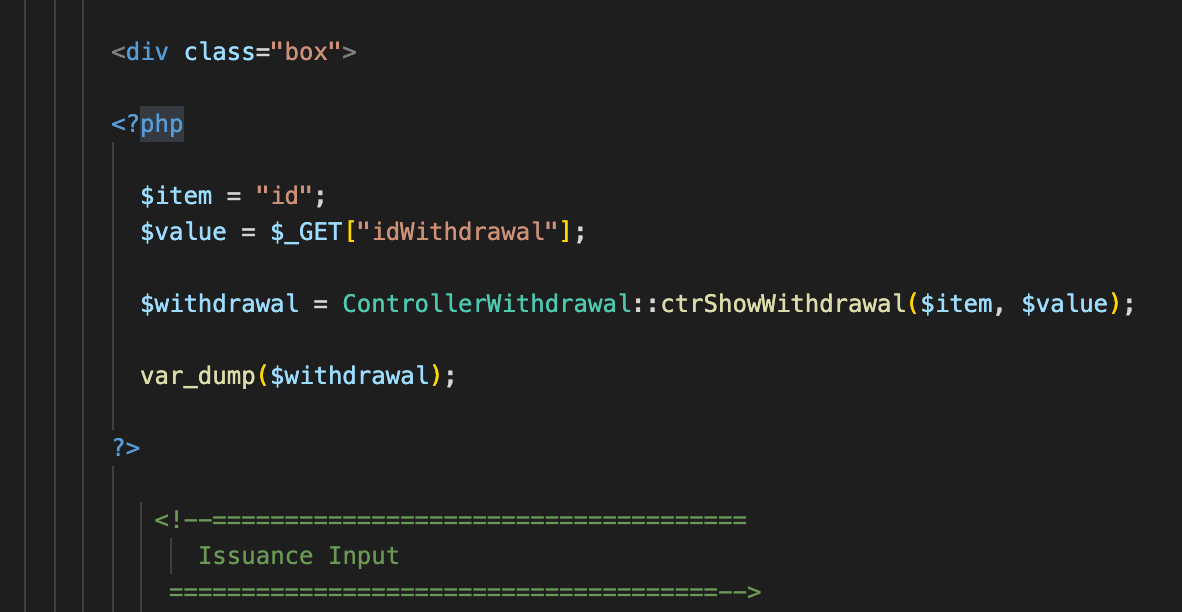 <div class="box">
<?php
$item = "id";
$value = $_GET["idWithdrawal"];
$withdrawal = ControllerWithdrawal::ctrShowWithdrawal($item, $value);
var_dump($withdrawal);
?>
<!--=====================================
Issuance Input
======================================-->